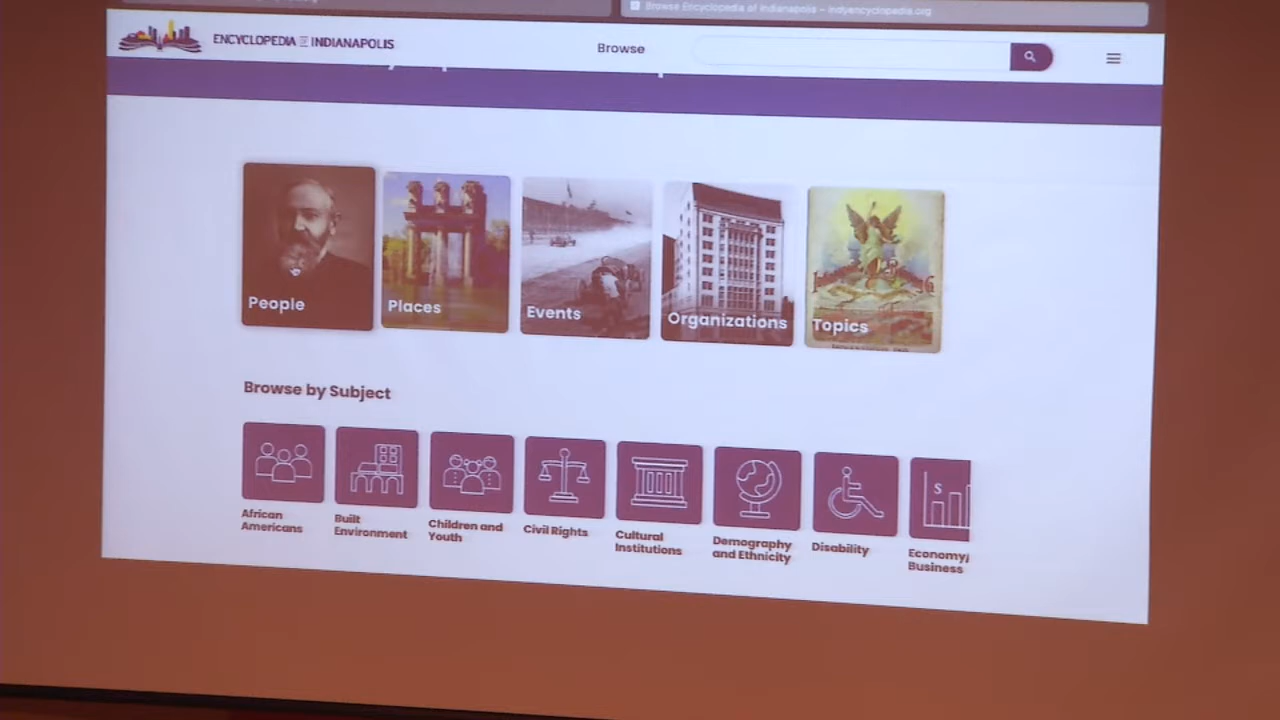 Browse Encyclopedia of Indianapolis – indyencyclopedia.org
ENCYCLOPEDIA OF INDIANAPOLIS
Browse
People
Places
Events
Organizations
Topics
Browse by Subject
African
Americans
Built
Environment
Children and
Youth
Civil Rights
Cultural
Institutions
Demography
and Ethnicity
Disability
$
Economy/
Business